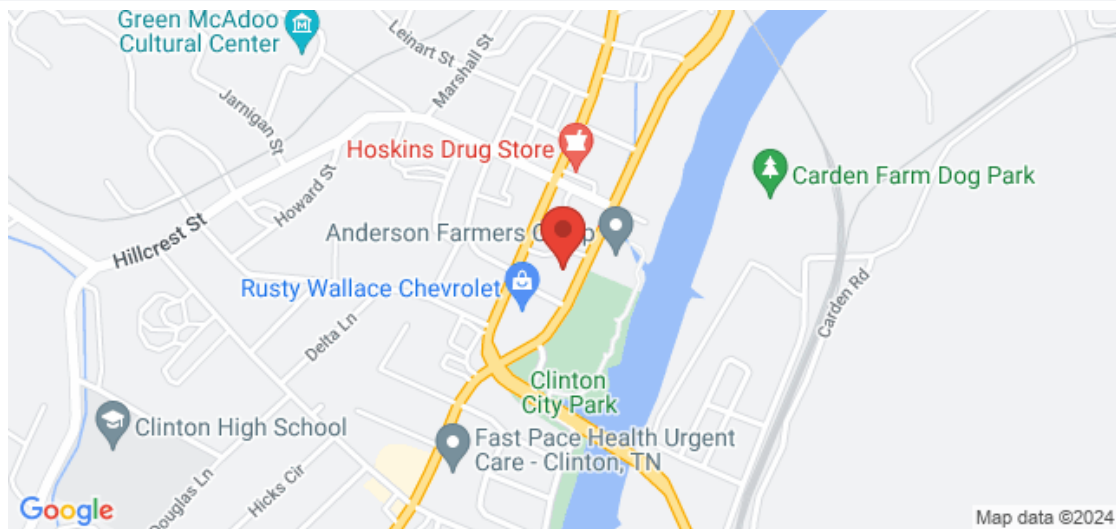 Green McAdoo
Cultural Center
Leinart St
Marshall St
Jarnigan St
Howard St
Hillcrest St
Hoskins Drug Store
Carden Farm Dog Park
Anderson Farmers
Rusty Wallace Chevrolet
Delta Ln
Carden Rd
Clinton
City Park
Clinton High School
Fast Pace Health Urgent
Care - Clinton, TN
Douglas Ln
Hicks Cir
Google
Map data ©2024